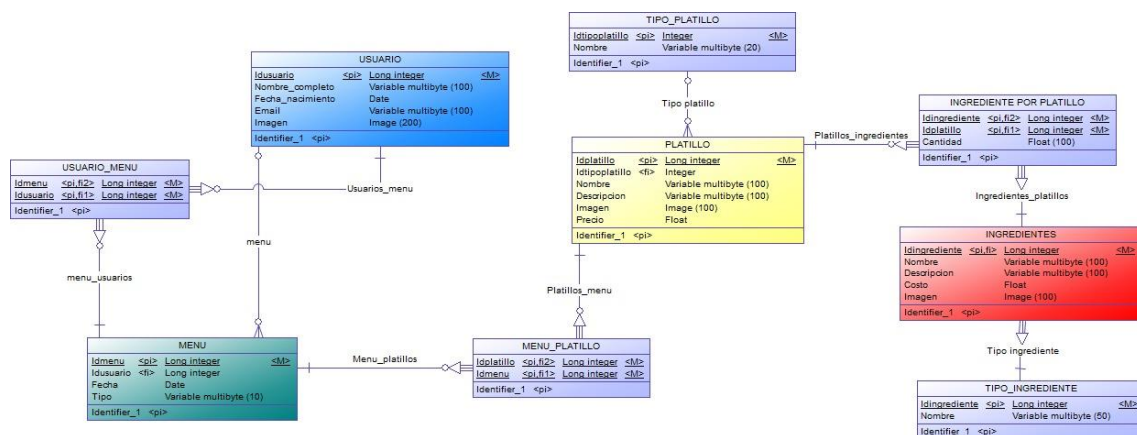 TIPO_PLATILLO
Idtipoplatillo <pi> Integer <M>
Nombre Variable multibyte (20)
Identifier_1 <pi>
Tipo platillo
USUARIO
Idusuario <pi> Long integer <M>
Nombre_completo Variable multibyte (100)
Fecha_nacimiento Date
Email Variable multibyte (100)
Imagen Image (200)
Identifier_1 <pi>
USUARIO_MENU
Idmenu <pi,fi2> Long integer <M>
Idusuario <pi,fi1> Long integer <M>
Identifier_1 <pi>
Usuarios_menu
menu
menu_usuarios
PLATILLO
Idplatillo <pi> Long integer <M>
Idtipoplatillo <fi> Integer
Nombre Variable multibyte (100)
Descripcion Variable multibyte (100)
Imagen Image (100)
Precio Float
Identifier_1 <pi>
Platillos_ingredientes
INGREDIENTE POR PLATILLO
Idingrediente <pi,fi2> Long integer <M>
Idplatillo <pi,fi1> Long integer <M>
Cantidad Float (100)
Identifier_1 <pi>
Ingredientes_platillos
INGREDIENTES
Idingrediente <pi,fi> Long integer <M>
Nombre Variable multibyte (100)
Descripcion Variable multibyte (100)
Costo Float
Imagen Image (100)
Identifier_1 <pi>
Platillos_menu
MENU
Idmenu <pi> Long integer <M>
Idusuario <fi> Long integer
Fecha Date
Tipo Variable multibyte (10)
Identifier_1 <pi>
Menu_platillos
MENU_PLATILLO
Idplatillo <pi,fi2> Long integer <M>
Idmenu <pi,fi1> Long integer <M>
Identifier_1 <pi>
Tipo ingrediente
TIPO_INGREDIENTE
Idingrediente <pi> Long integer <M>
Nombre Variable multibyte (50)
Identifier_1 <pi>